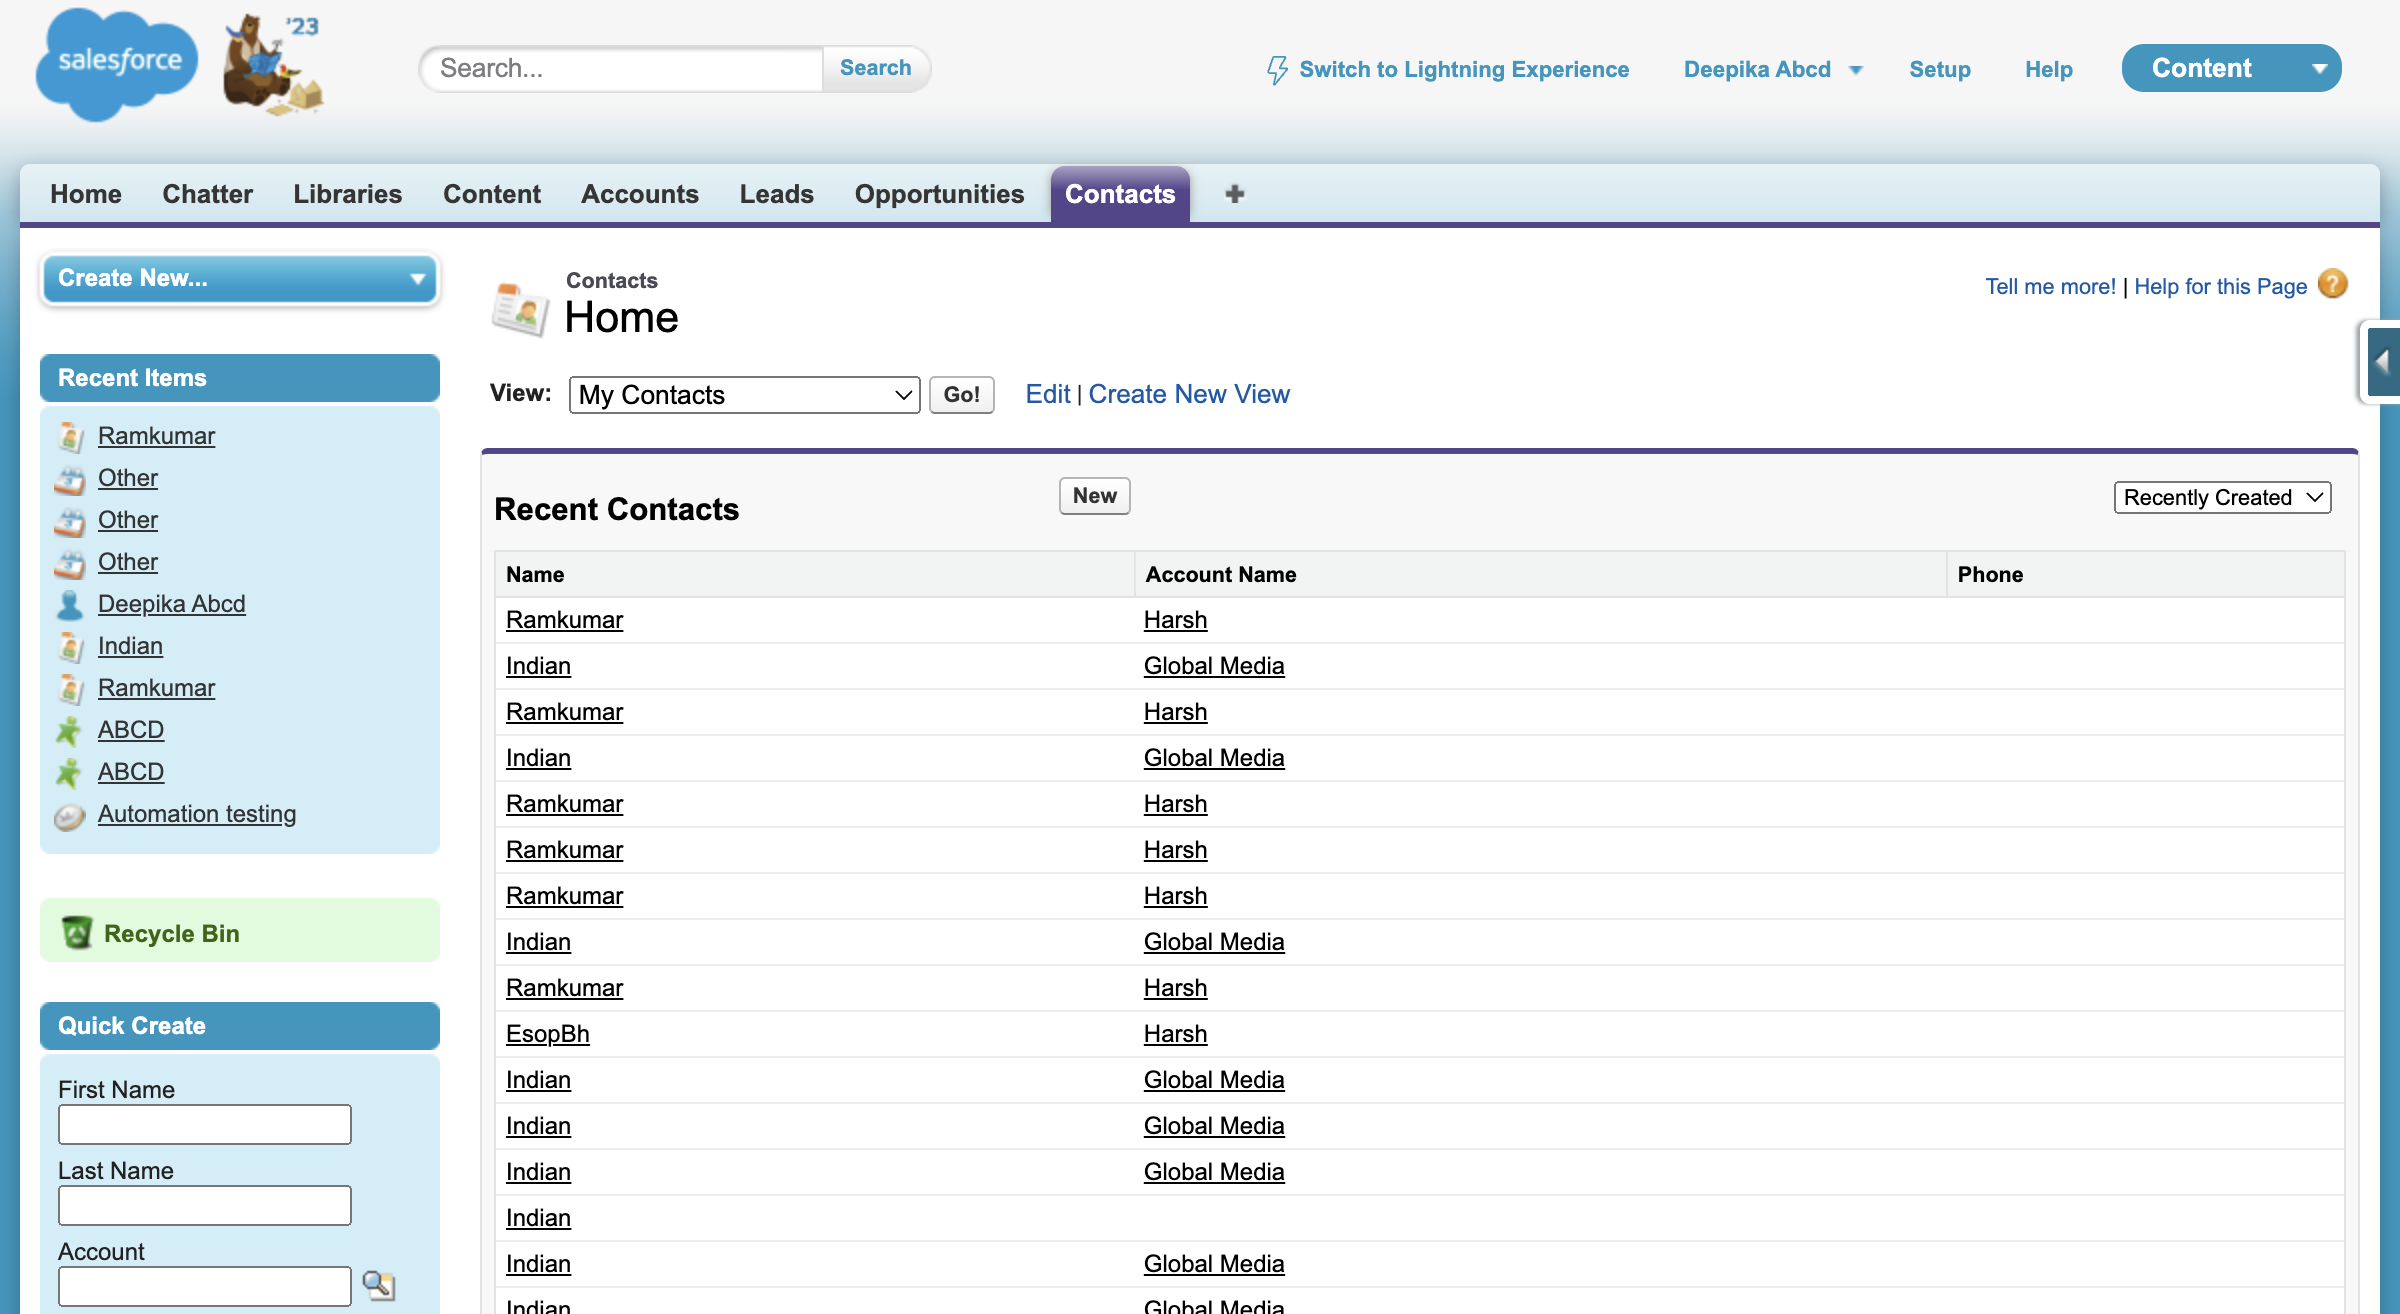 salesforce
'23
Search...
Search
Switch to Lightning Experience
Deepika Abcd
Setup
Help
Content
Home
Chatter
Libraries
Content
Accounts
Leads
Opportunities
Contacts
+
Create New...
Recent Items
Ramkumar
Other
Other
Other
Deepika Abcd
Indian
Ramkumar
ABCD
ABCD
Automation testing
Recycle Bin
Quick Create
First Name
Last Name
Account
Contacts
Home
Tell me more! | Help for this Page ?
View: My Contacts Go! Edit | Create New View
Recent Contacts New Recently Created
Name Account Name Phone
Ramkumar Harsh
Indian Global Media
Ramkumar Harsh
Indian Global Media
Ramkumar Harsh
Ramkumar Harsh
Ramkumar Harsh
Indian Global Media
Ramkumar Harsh
EsopBh Harsh
Indian Global Media
Indian Global Media
Indian Global Media
Indian
Indian Global Media
Indian Global Media